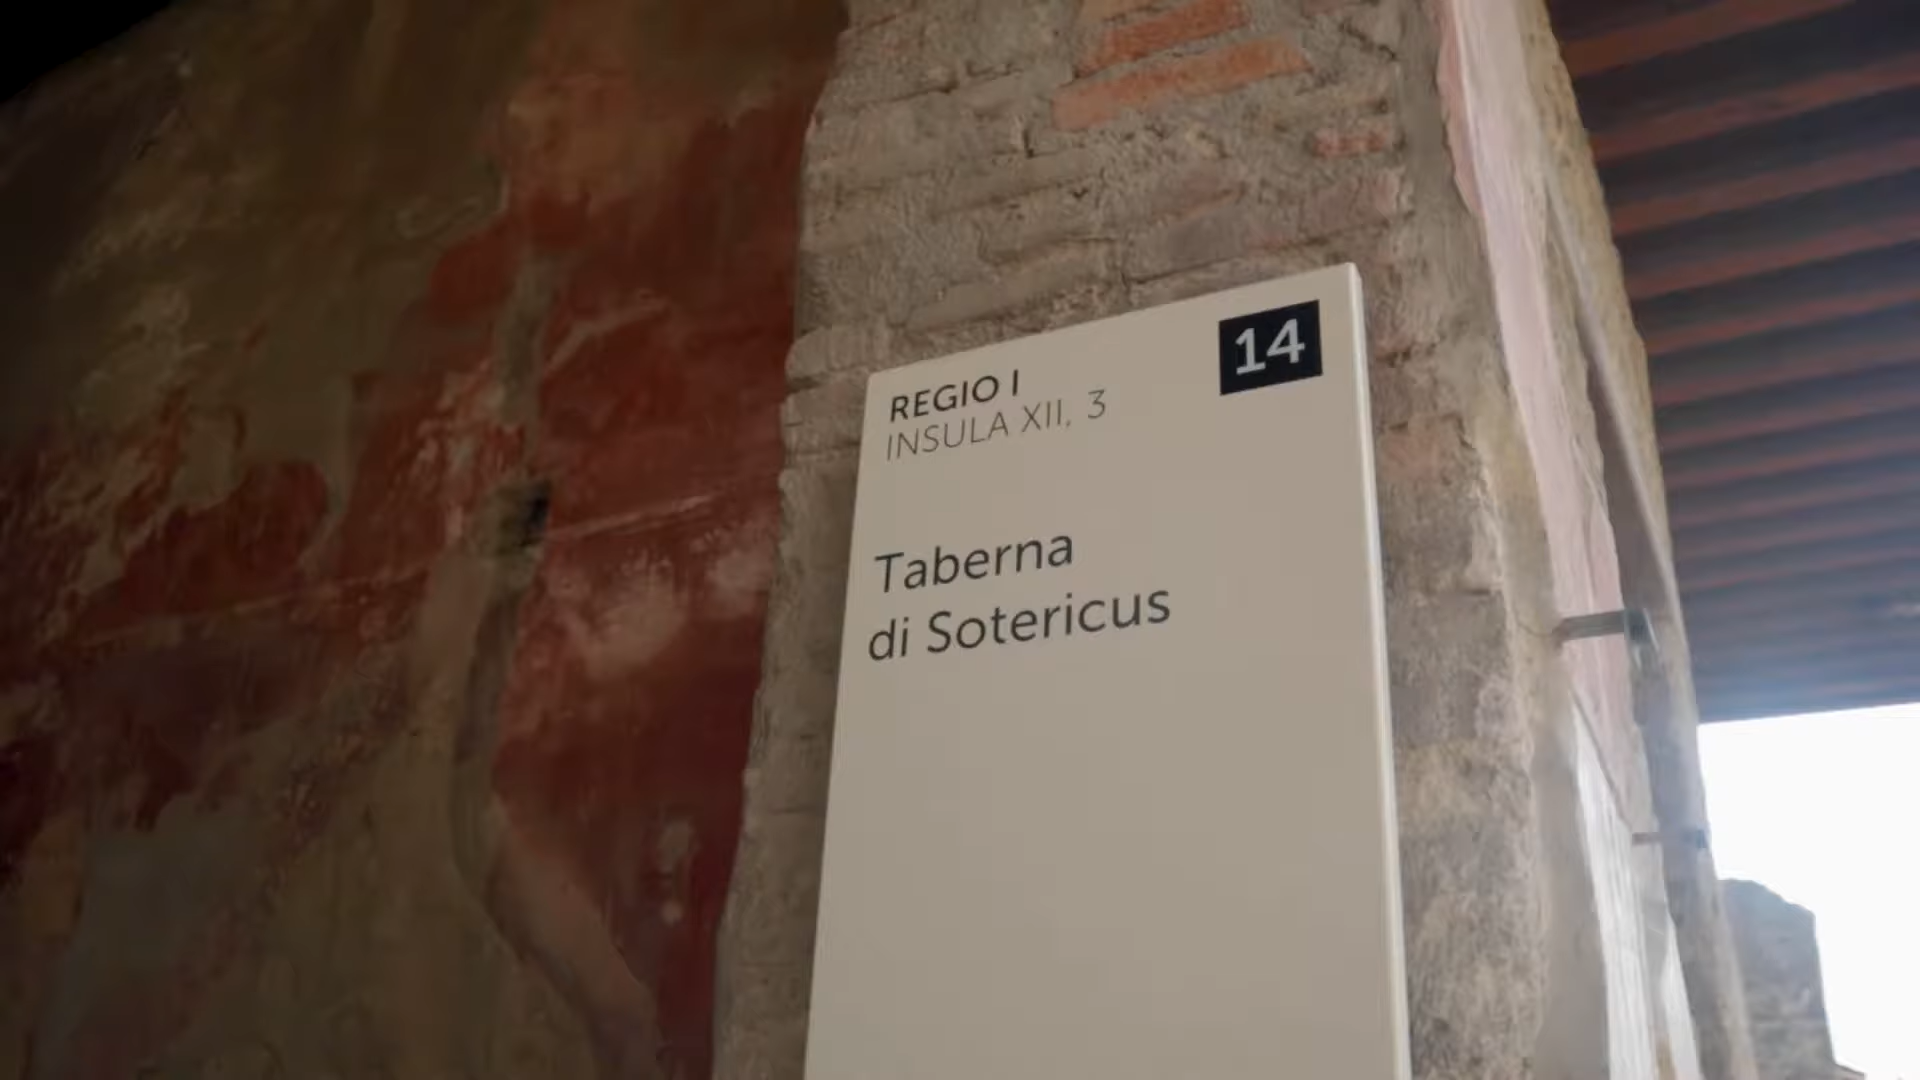 14
REGIO I
INSULA XII, 3
Taberna
di Sotericus